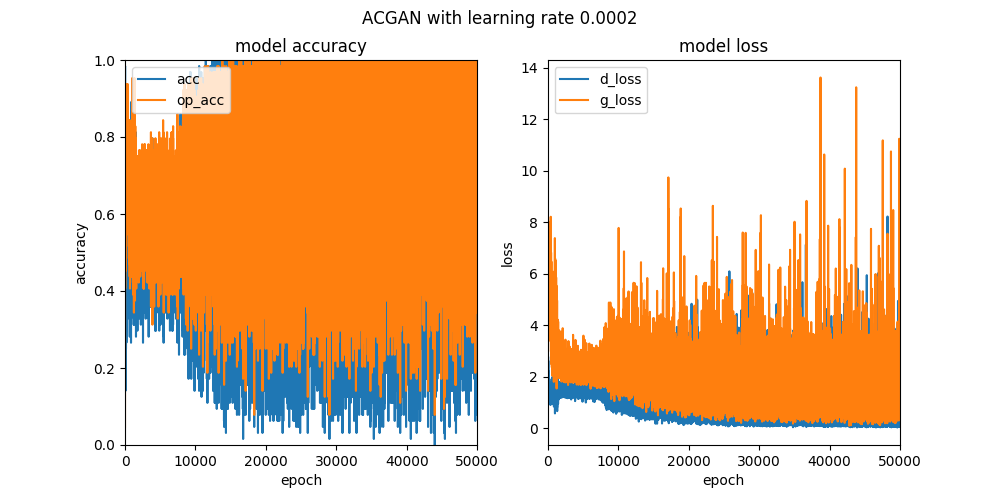 ACGAN with learning rate 0.0002
model accuracy
acc
op_acc
1.0
0.8
0.6
0.4
0.2
0.0
accuracy
0
10000
20000
30000
40000
50000
epoch
model loss
d_loss
g_loss
14
12
10
8
6
4
2
0
loss
0
10000
20000
30000
40000
50000
epoch